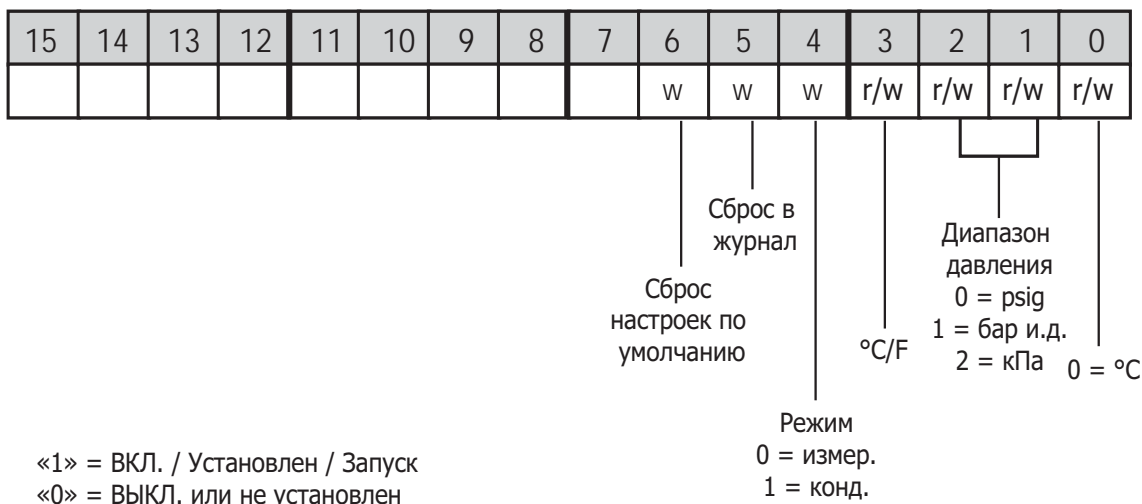 15 14 13 12 11 10 9 8 7 6 5 4 3 2 1 0
w w w r/w r/w r/w r/w
Сброс в
журнал
Сброс
настроек по
умолчанию
Режим
0 = измер.
1 = конд.
°C/F
Диапазон
давления
0 = psig
1 = бар и.д.
2 = кПа
0 = °C
«1» = ВКЛ. / Установлен / Запуск
«0» = ВЫКЛ. или не установлен